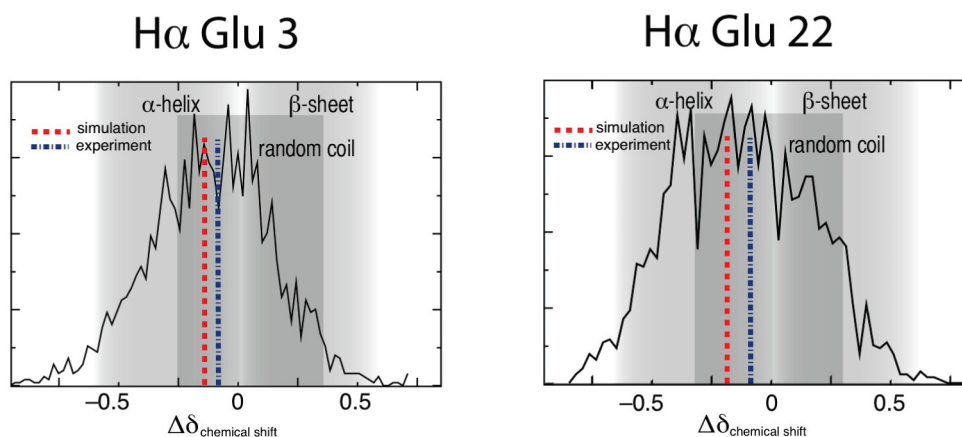 Hα Glu 3
α-helix
β-sheet
simulation
experiment
random coil
−0.5
0
0.5
Δδchemical shift
Hα Glu 22
α-helix
β-sheet
simulation
experiment
random coil
−0.5
0
0.5
Δδchemical shift